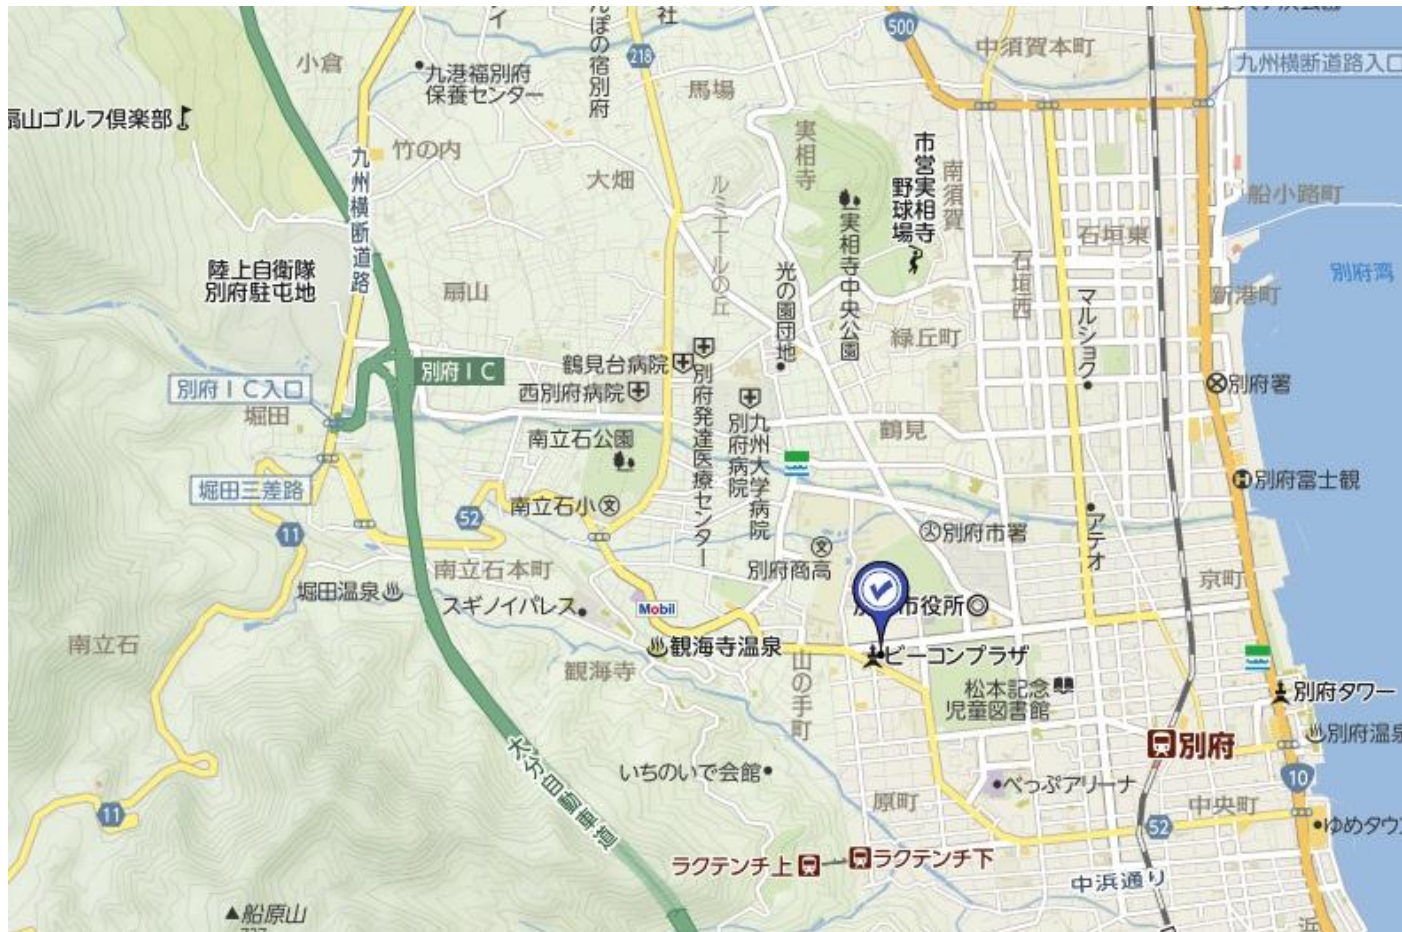 社
んぽの宿別府
500
218
小倉
九港福別府
保養センター
馬場
中須賀本町
九州横断道路入口
扇山ゴルフ倶楽部
竹の内
大畑
実相寺
市営実相寺
野球場
南須賀
船小路町
九州横断道路
ルミエールの丘
実相寺中央公園
石垣東
石垣西
別府湾
新港町
陸上自衛隊
別府駐屯地
扇山
光の園団地
マルショク
緑丘町
別府IC
別府IC入口
堀田
鶴見台病院
西別府病院
別府発達医療センター
九州大学病院
別府病院
別府署
南立石公園
鶴見
堀田三差路
南立石小
文
52
11
別府富士観
H
火
別府市署
アテオ
文
別府商高
南立石本町
京町
堀田温泉
スギノイパレス
Mobil
市役所
南立石
観海寺温泉
観海寺
山の手町
ビーコンプラザ
松本記念
児童図書館
別府タワー
別府
別府温泉
大分自動車道
いちのいで会館
べっぷアリーナ
10
原町
中央町
11
52
ゆめタウ
ラクテンチ上
ラクテンチ下
中浜通り
船原山
浜